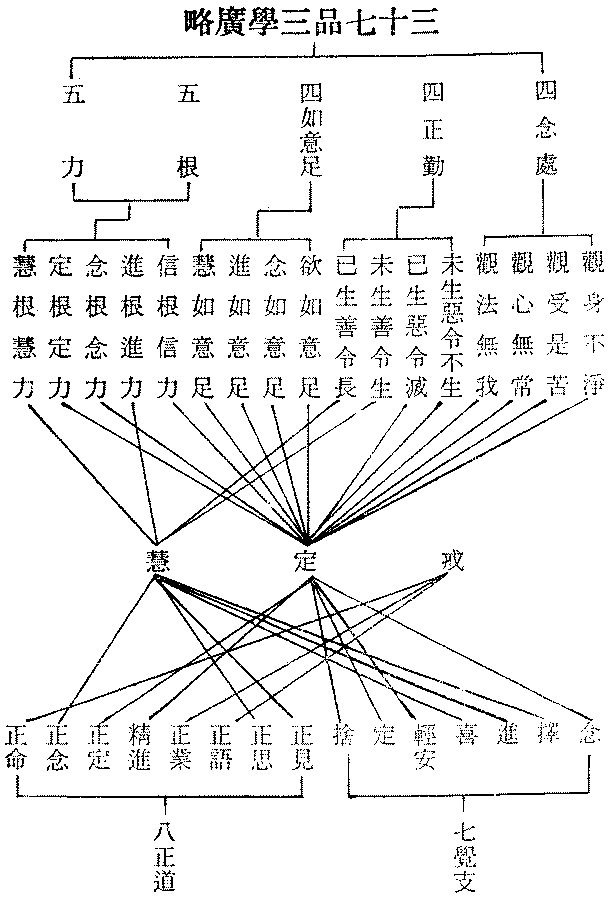 三十七品三學廣略
四念處
四正勤
四如意足
五根
五力
觀身不淨
觀受是苦
觀心無常
觀法無我
未生惡令不生
已生惡令滅
未生善令生
已生善令長
欲如意足
念如意足
進如意足
慧如意足
信根信力
進根進力
念根念力
定根定力
慧根慧力
戒
定
慧
念
擇
進
喜
輕安
定
捨
正見
正思
正語
正業
精進
正定
正念
正命
七覺支
八正道